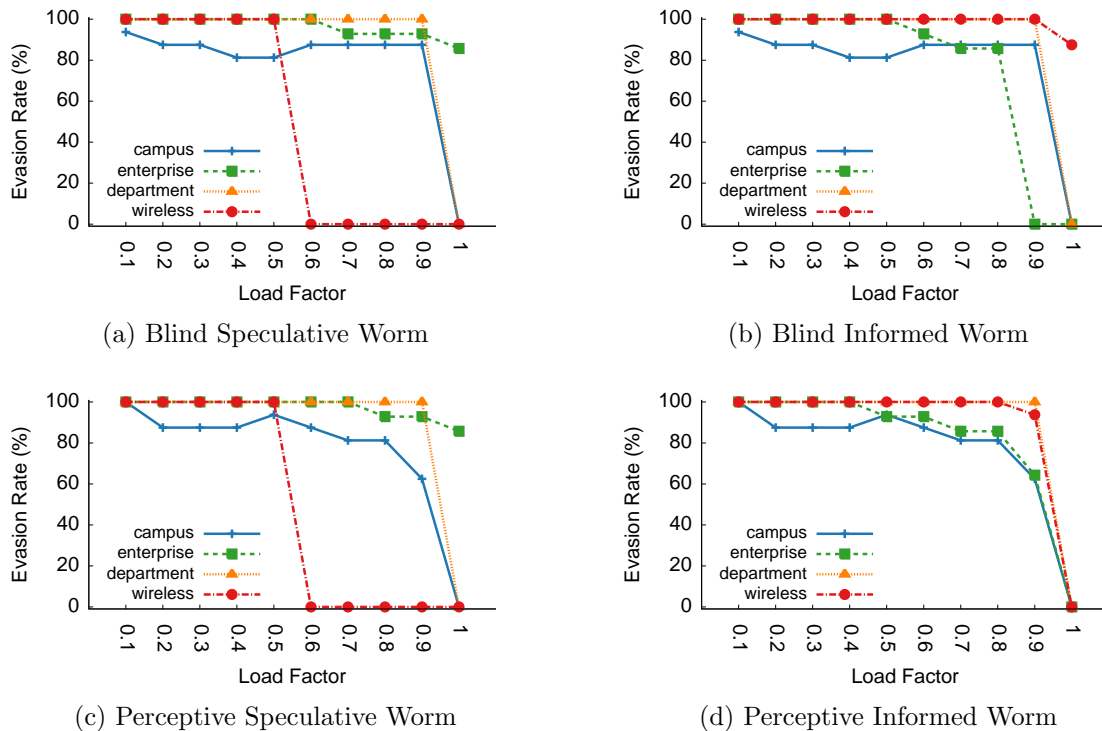 100
80
60
40
20
0
Evasion Rate (%)
campus
enterprise
department
wireless
0.1 0.2 0.3 0.4 0.5 0.6 0.7 0.8 0.9 1
Load Factor
(a) Blind Speculative Worm
100
80
60
40
20
0
Evasion Rate (%)
campus
enterprise
department
wireless
0.1 0.2 0.3 0.4 0.5 0.6 0.7 0.8 0.9 1
Load Factor
(b) Blind Informed Worm
100
80
60
40
20
0
Evasion Rate (%)
campus
enterprise
department
wireless
0.1 0.2 0.3 0.4 0.5 0.6 0.7 0.8 0.9 1
Load Factor
(c) Perceptive Speculative Worm
100
80
60
40
20
0
Evasion Rate (%)
campus
enterprise
department
wireless
0.1 0.2 0.3 0.4 0.5 0.6 0.7 0.8 0.9 1
Load Factor
(d) Perceptive Informed Worm